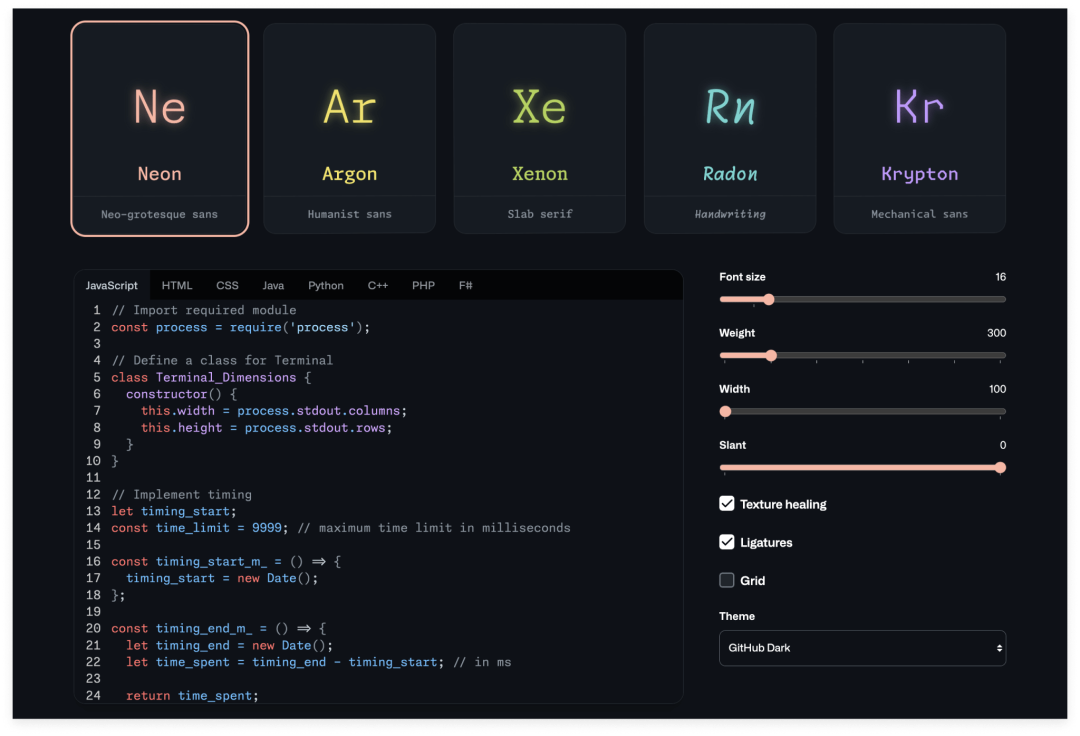 Ne Ar Xe Rn Kr
Neon Argon Xenon Radon Krypton
Neo-grotesque sans Humanist sans Slab serif Handwriting Mechanical sans
JavaScript HTML CSS Java Python C++ PHP F#
1 // Import required module
2 const process = require('process');
3
4 // Define a class for Terminal
5 class Terminal_Dimensions {
6   constructor() {
7     this.width = process.stdout.columns;
8     this.height = process.stdout.rows;
9   }
10 }
11
12 // Implement timing
13 let timing_start;
14 const time_limit = 9999; // maximum time limit in milliseconds
15
16 const timing_start_m_ = () => {
17   timing_start = new Date();
18 };
19
20 const timing_end_m_ = () => {
21   let timing_end = new Date();
22   let time_spent = timing_end - timing_start; // in ms
23
24   return time_spent;
Font size 16
Weight 300
Width 100
Slant 0
Texture healing
Ligatures
Grid
Theme
GitHub Dark